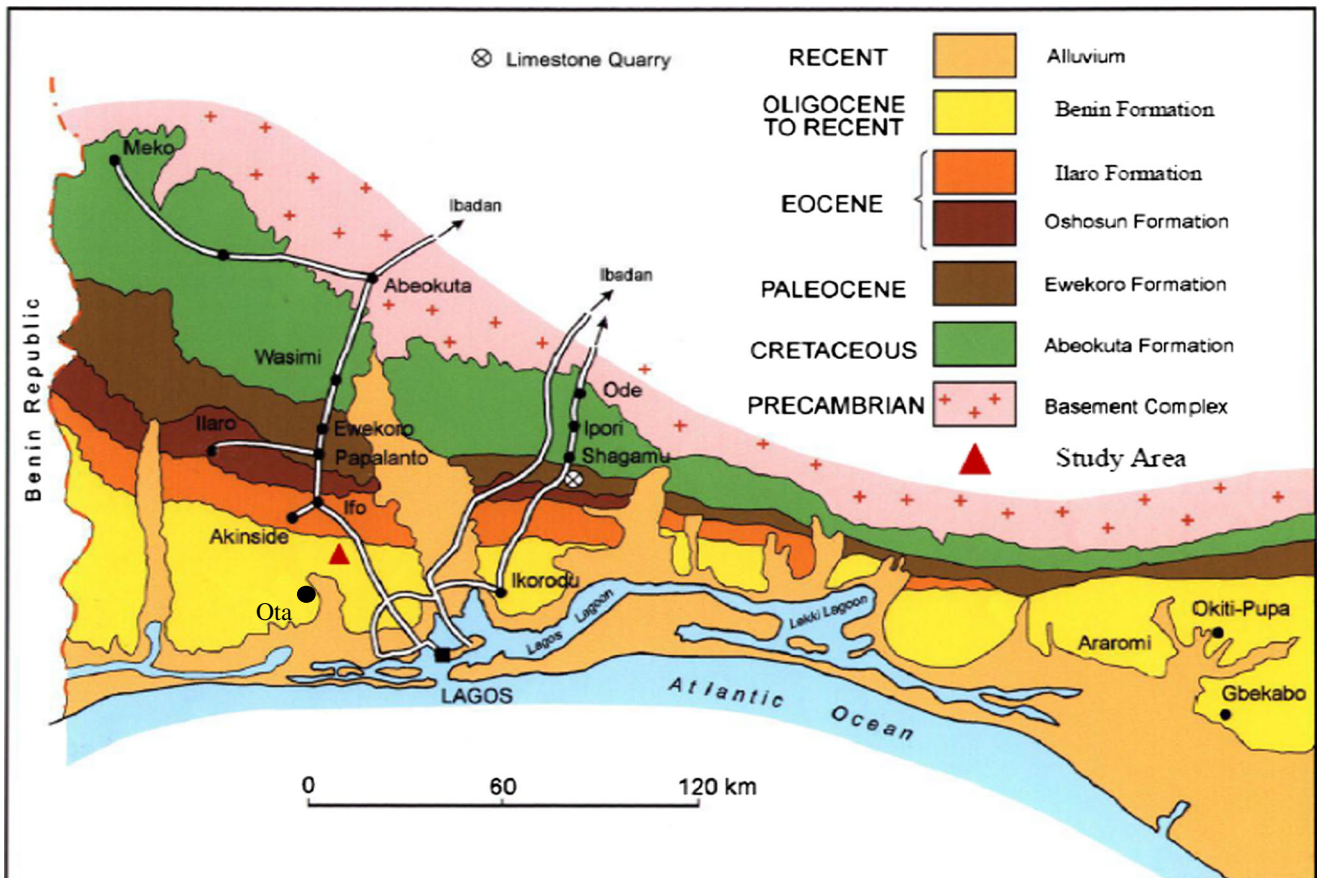 Limestone Quarry
RECENT
Alluvium
OLIGOCENE
TO RECENT
Benin Formation
EOCENE
Ilaro Formation
Oshosun Formation
PALEOCENE
Ewekoro Formation
CRETACEOUS
Abeokuta Formation
PRECAMBRIAN
Basement Complex
Study Area
Benin Republic
Meko
Ibadan
Abeokuta
Ibadan
Wasimi
Ode
Ilaro
Ewekoro
Ipori
Papalanto
Shagamu
Ifo
Akinside
Ikorodu
Ota
Lagos Lagoon
Lekki Lagoon
Okiti-Pupa
Araromi
LAGOS
Atlantic Ocean
Gbekabo
0 60 120 km